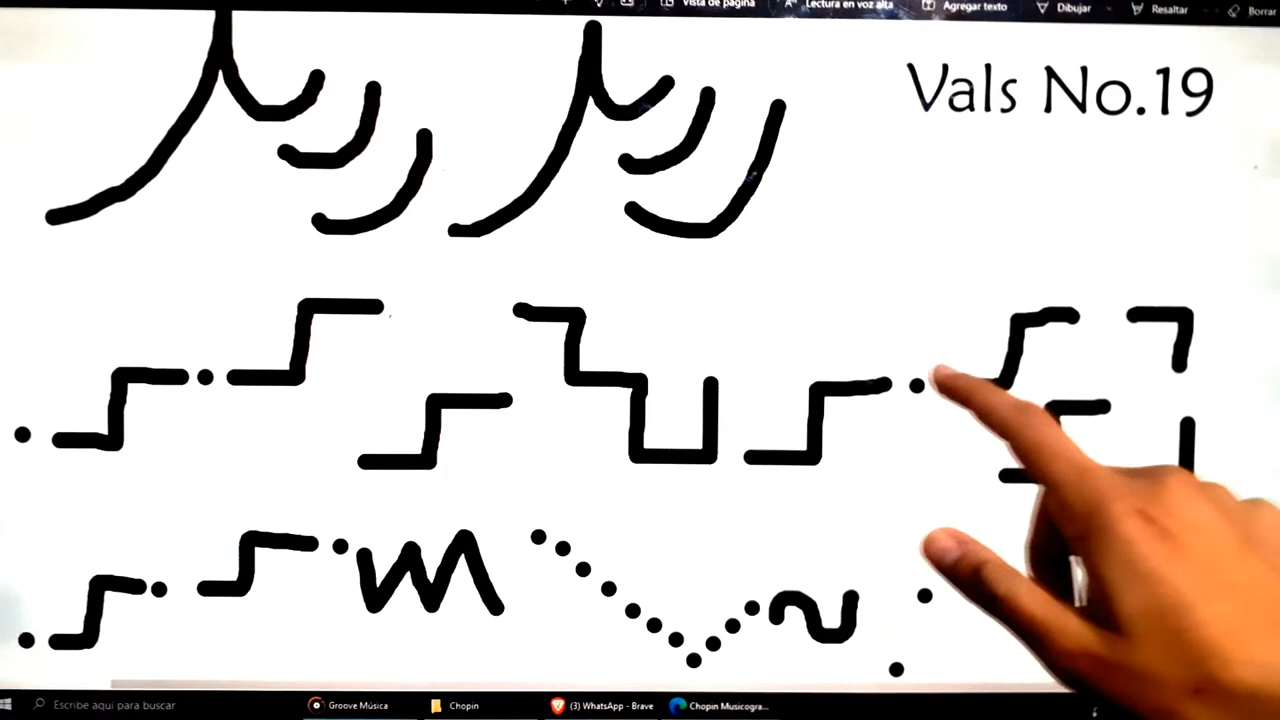 Vista de página Lectura en voz alta Agregar texto Dibujar Resaltar Borrar
Vals No.19
Escribe aquí para buscar Groove Música Chopin (3) WhatsApp - Brave Chopin Musicogra...